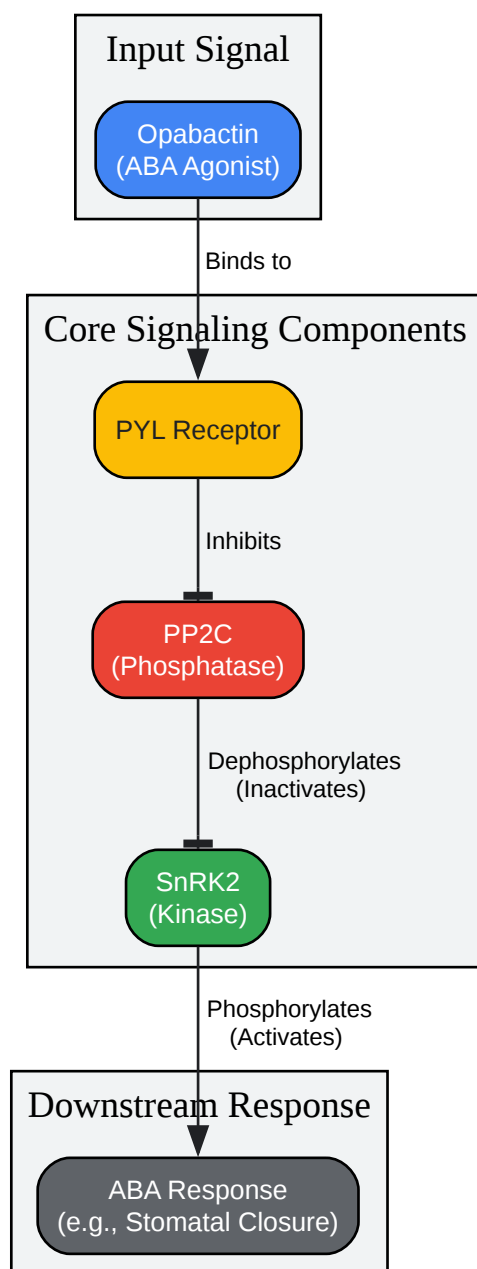 Input Signal
Opabactin
(ABA Agonist)
Binds to
Core Signaling Components
PYL Receptor
Inhibits
PP2C
(Phosphatase)
Dephosphorylates
(Inactivates)
SnRK2
(Kinase)
Phosphorylates
(Activates)
Downstream Response
ABA Response
(e.g., Stomatal Closure)